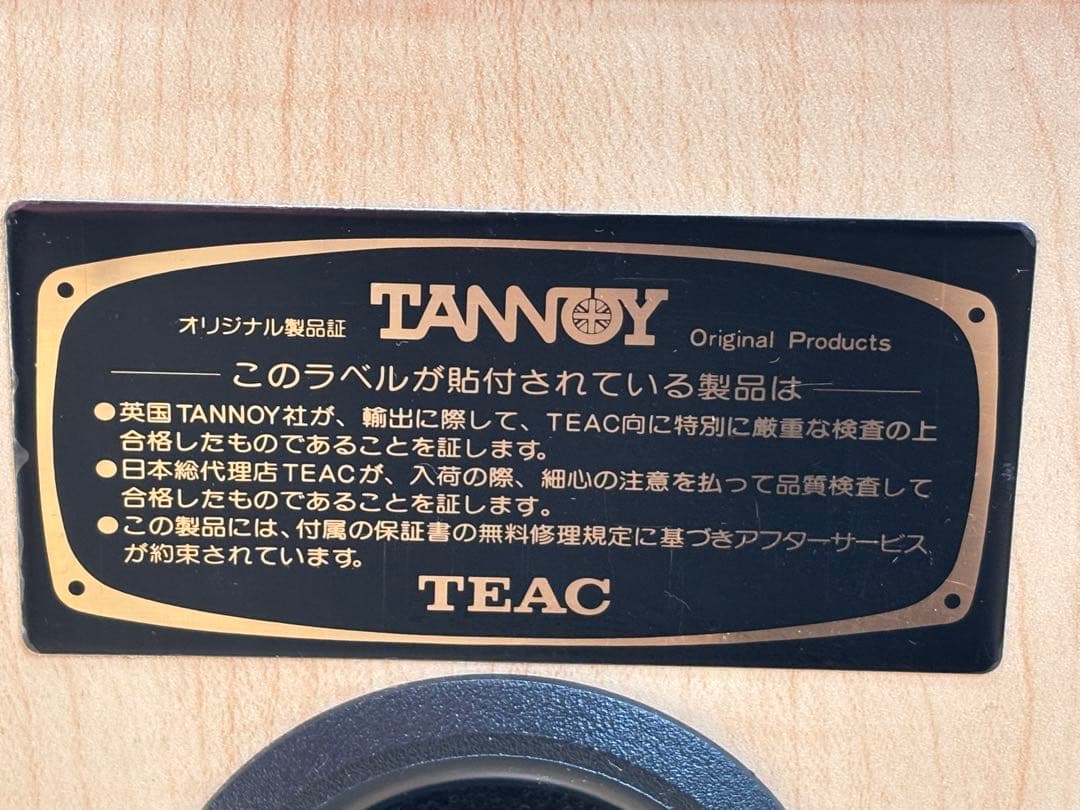 オリジナル製品証 TANNOY Original Products
このラベルが貼付されている製品は
●英国TANNOY社が、輸出に際して、TEAC向に特別に厳重な検査の上
合格したものであることを証します。
●日本総代理店TEACが、入荷の際、細心の注意を払って品質検査して
合格したものであることを証します。
●この製品には、付属の保証書の無料修理規定に基づきアフターサービス
が約束されています。
TEAC